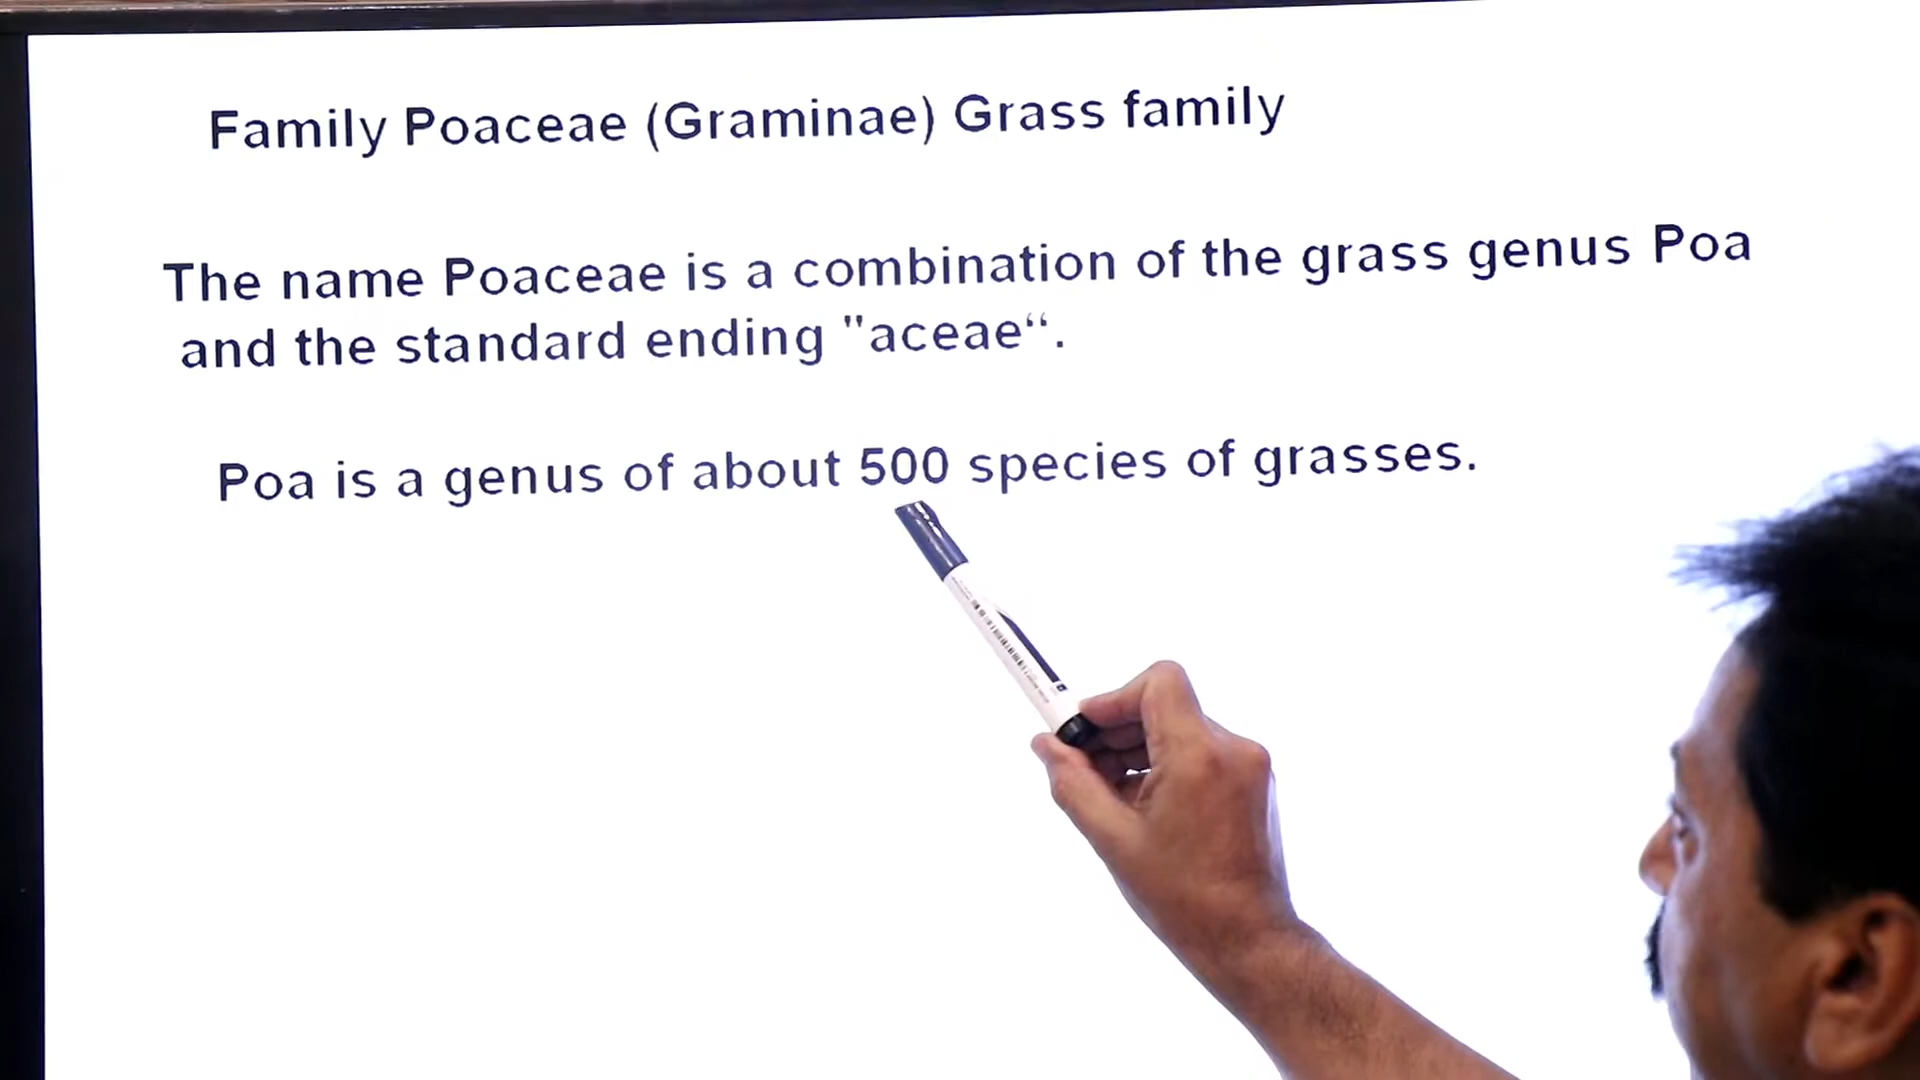 Family Poaceae (Graminae) Grass family
The name Poaceae is a combination of the grass genus Poa
and the standard ending "aceae“.
Poa is a genus of about 500 species of grasses.